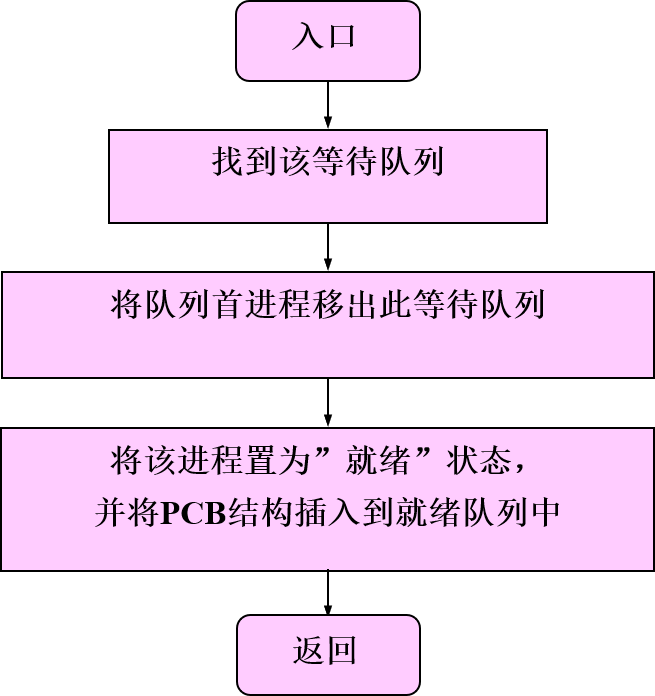 入口
找到该等待队列
将队列首进程移出此等待队列
将该进程置为”就绪”状态，
并将PCB结构插入到就绪队列中
返回